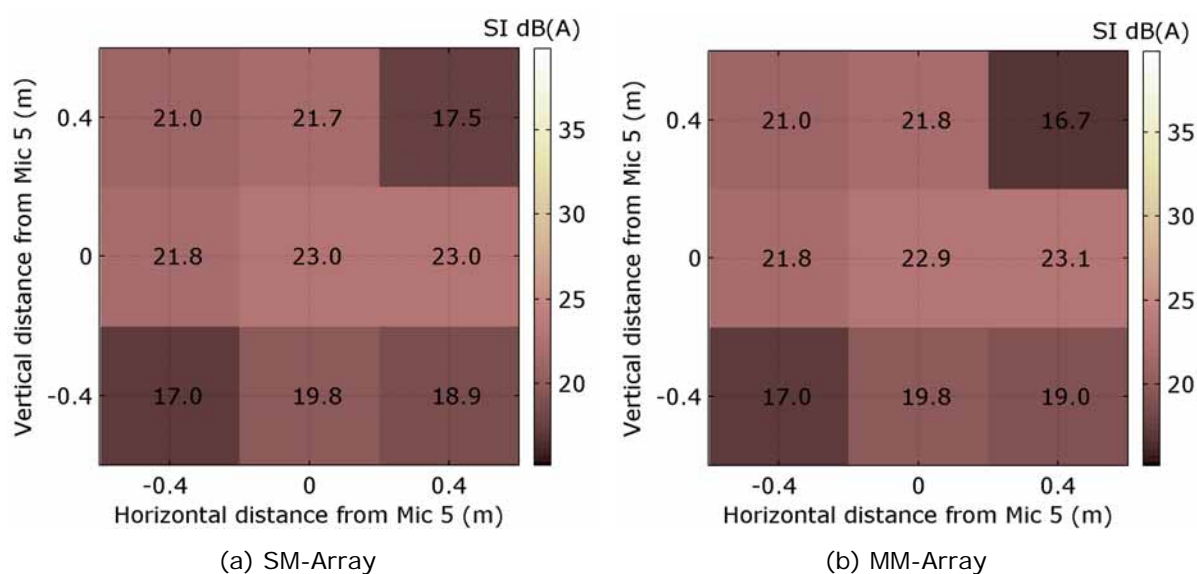 SI dB(A)
Vertical distance from Mic 5 (m)
0.4
0
-0.4
21.0 21.7 17.5
21.8 23.0 23.0
17.0 19.8 18.9
35
30
25
20
-0.4 0 0.4
Horizontal distance from Mic 5 (m)
(a) SM-Array
SI dB(A)
Vertical distance from Mic 5 (m)
0.4
0
-0.4
21.0 21.8 16.7
21.8 22.9 23.1
17.0 19.8 19.0
35
30
25
20
-0.4 0 0.4
Horizontal distance from Mic 5 (m)
(b) MM-Array